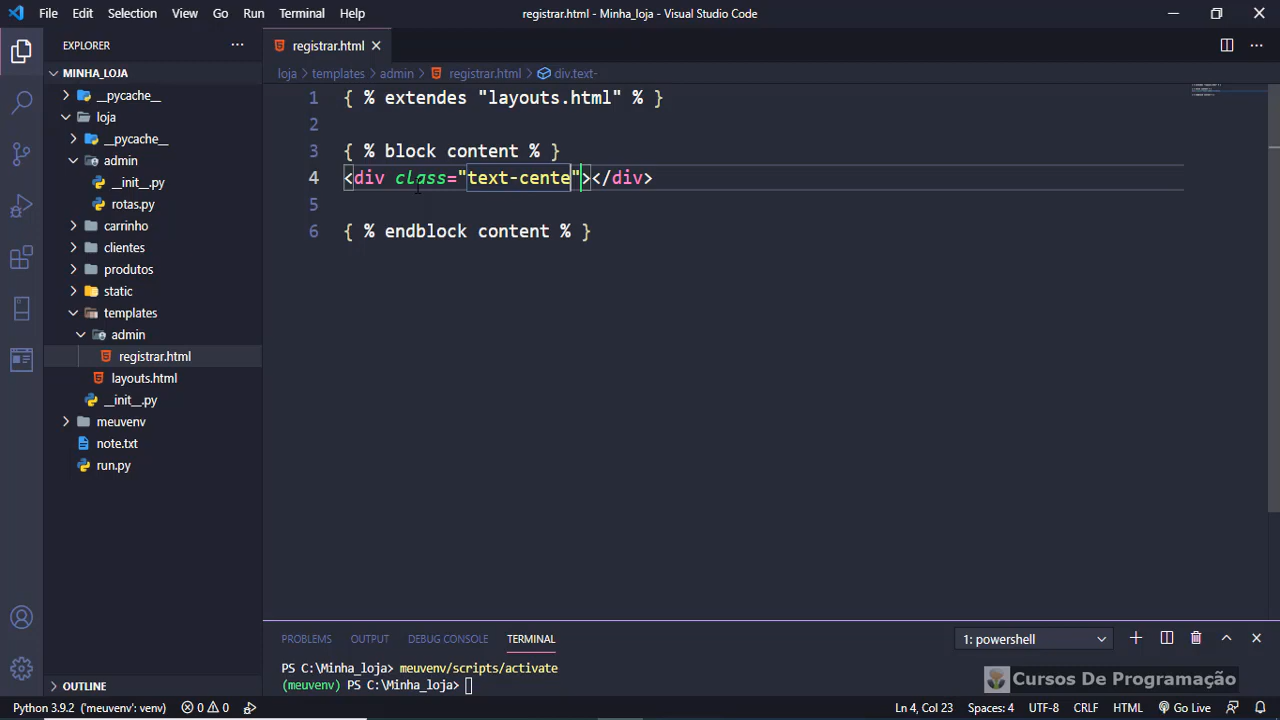 File Edit Selection View Go Run Terminal Help
registrar.html - Minha_loja - Visual Studio Code
EXPLORER
MINHA_LOJA
__pycache__
loja
__pycache__
admin
__init__.py
rotas.py
carrinho
clientes
produtos
static
templates
admin
registrar.html
layouts.html
__init__.py
meuvenv
note.txt
run.py
OUTLINE
registrar.html
loja > templates > admin > registrar.html > div.text-
1 { % extendes "layouts.html" % }
2
3 { % block content % }
4 <div class="text-cente"></div>
5
6 { % endblock content % }
PROBLEMS OUTPUT DEBUG CONSOLE TERMINAL
1: powershell
PS C:\Minha_loja> meuvenv/scripts/activate
(meuvenv) PS C:\Minha_loja>
Cursos De Programação
Python 3.9.2 ('meuvenv': venv) 0 0
Ln 4, Col 23 Spaces: 4 UTF-8 CRLF HTML Go Live